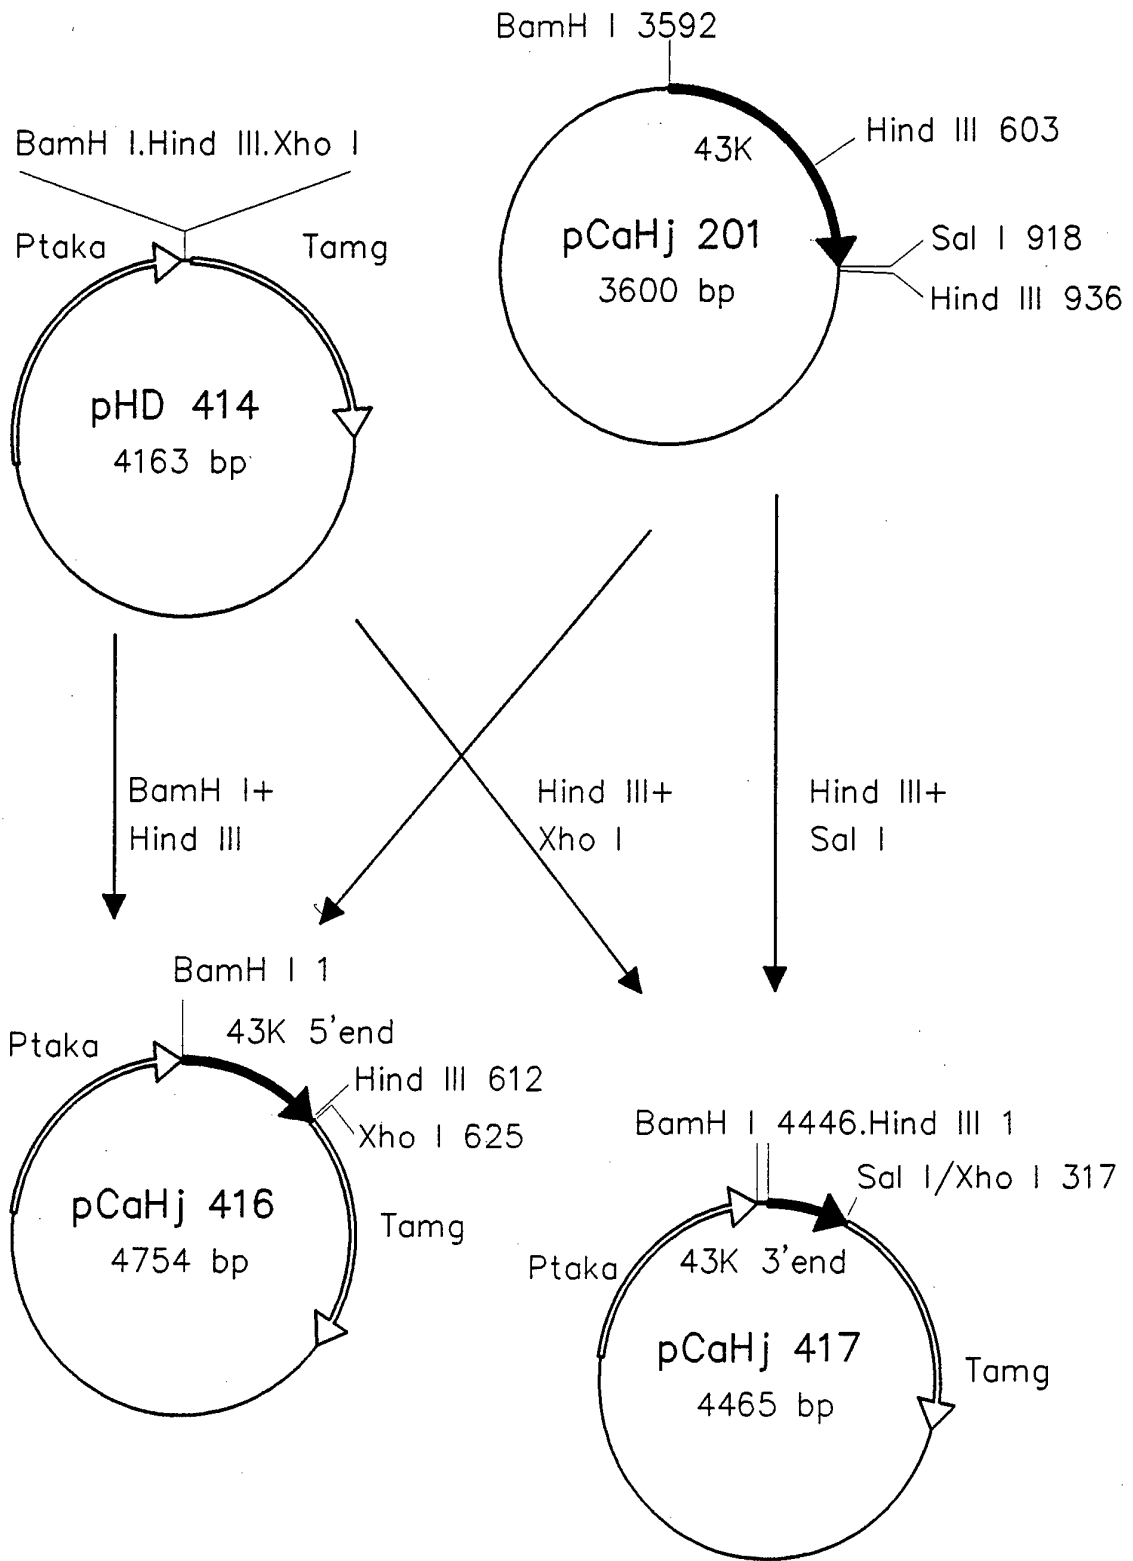 BamH I 3592
Hind III 603
43K
BamH I.Hind III.Xho I
Ptaka
Tamg
pCaHj 201
3600 bp
Sal I 918
Hind III 936
pHD 414
4163 bp
BamH I+
Hind III
Hind III+
Xho I
Hind III+
Sal I
BamH I 1
43K 5'end
Ptaka
Hind III 612
Xho I 625
pCaHj 416
4754 bp
Tamg
BamH I 4446.Hind III 1
Sal I/Xho I 317
Ptaka
43K 3'end
pCaHj 417
4465 bp
Tamg